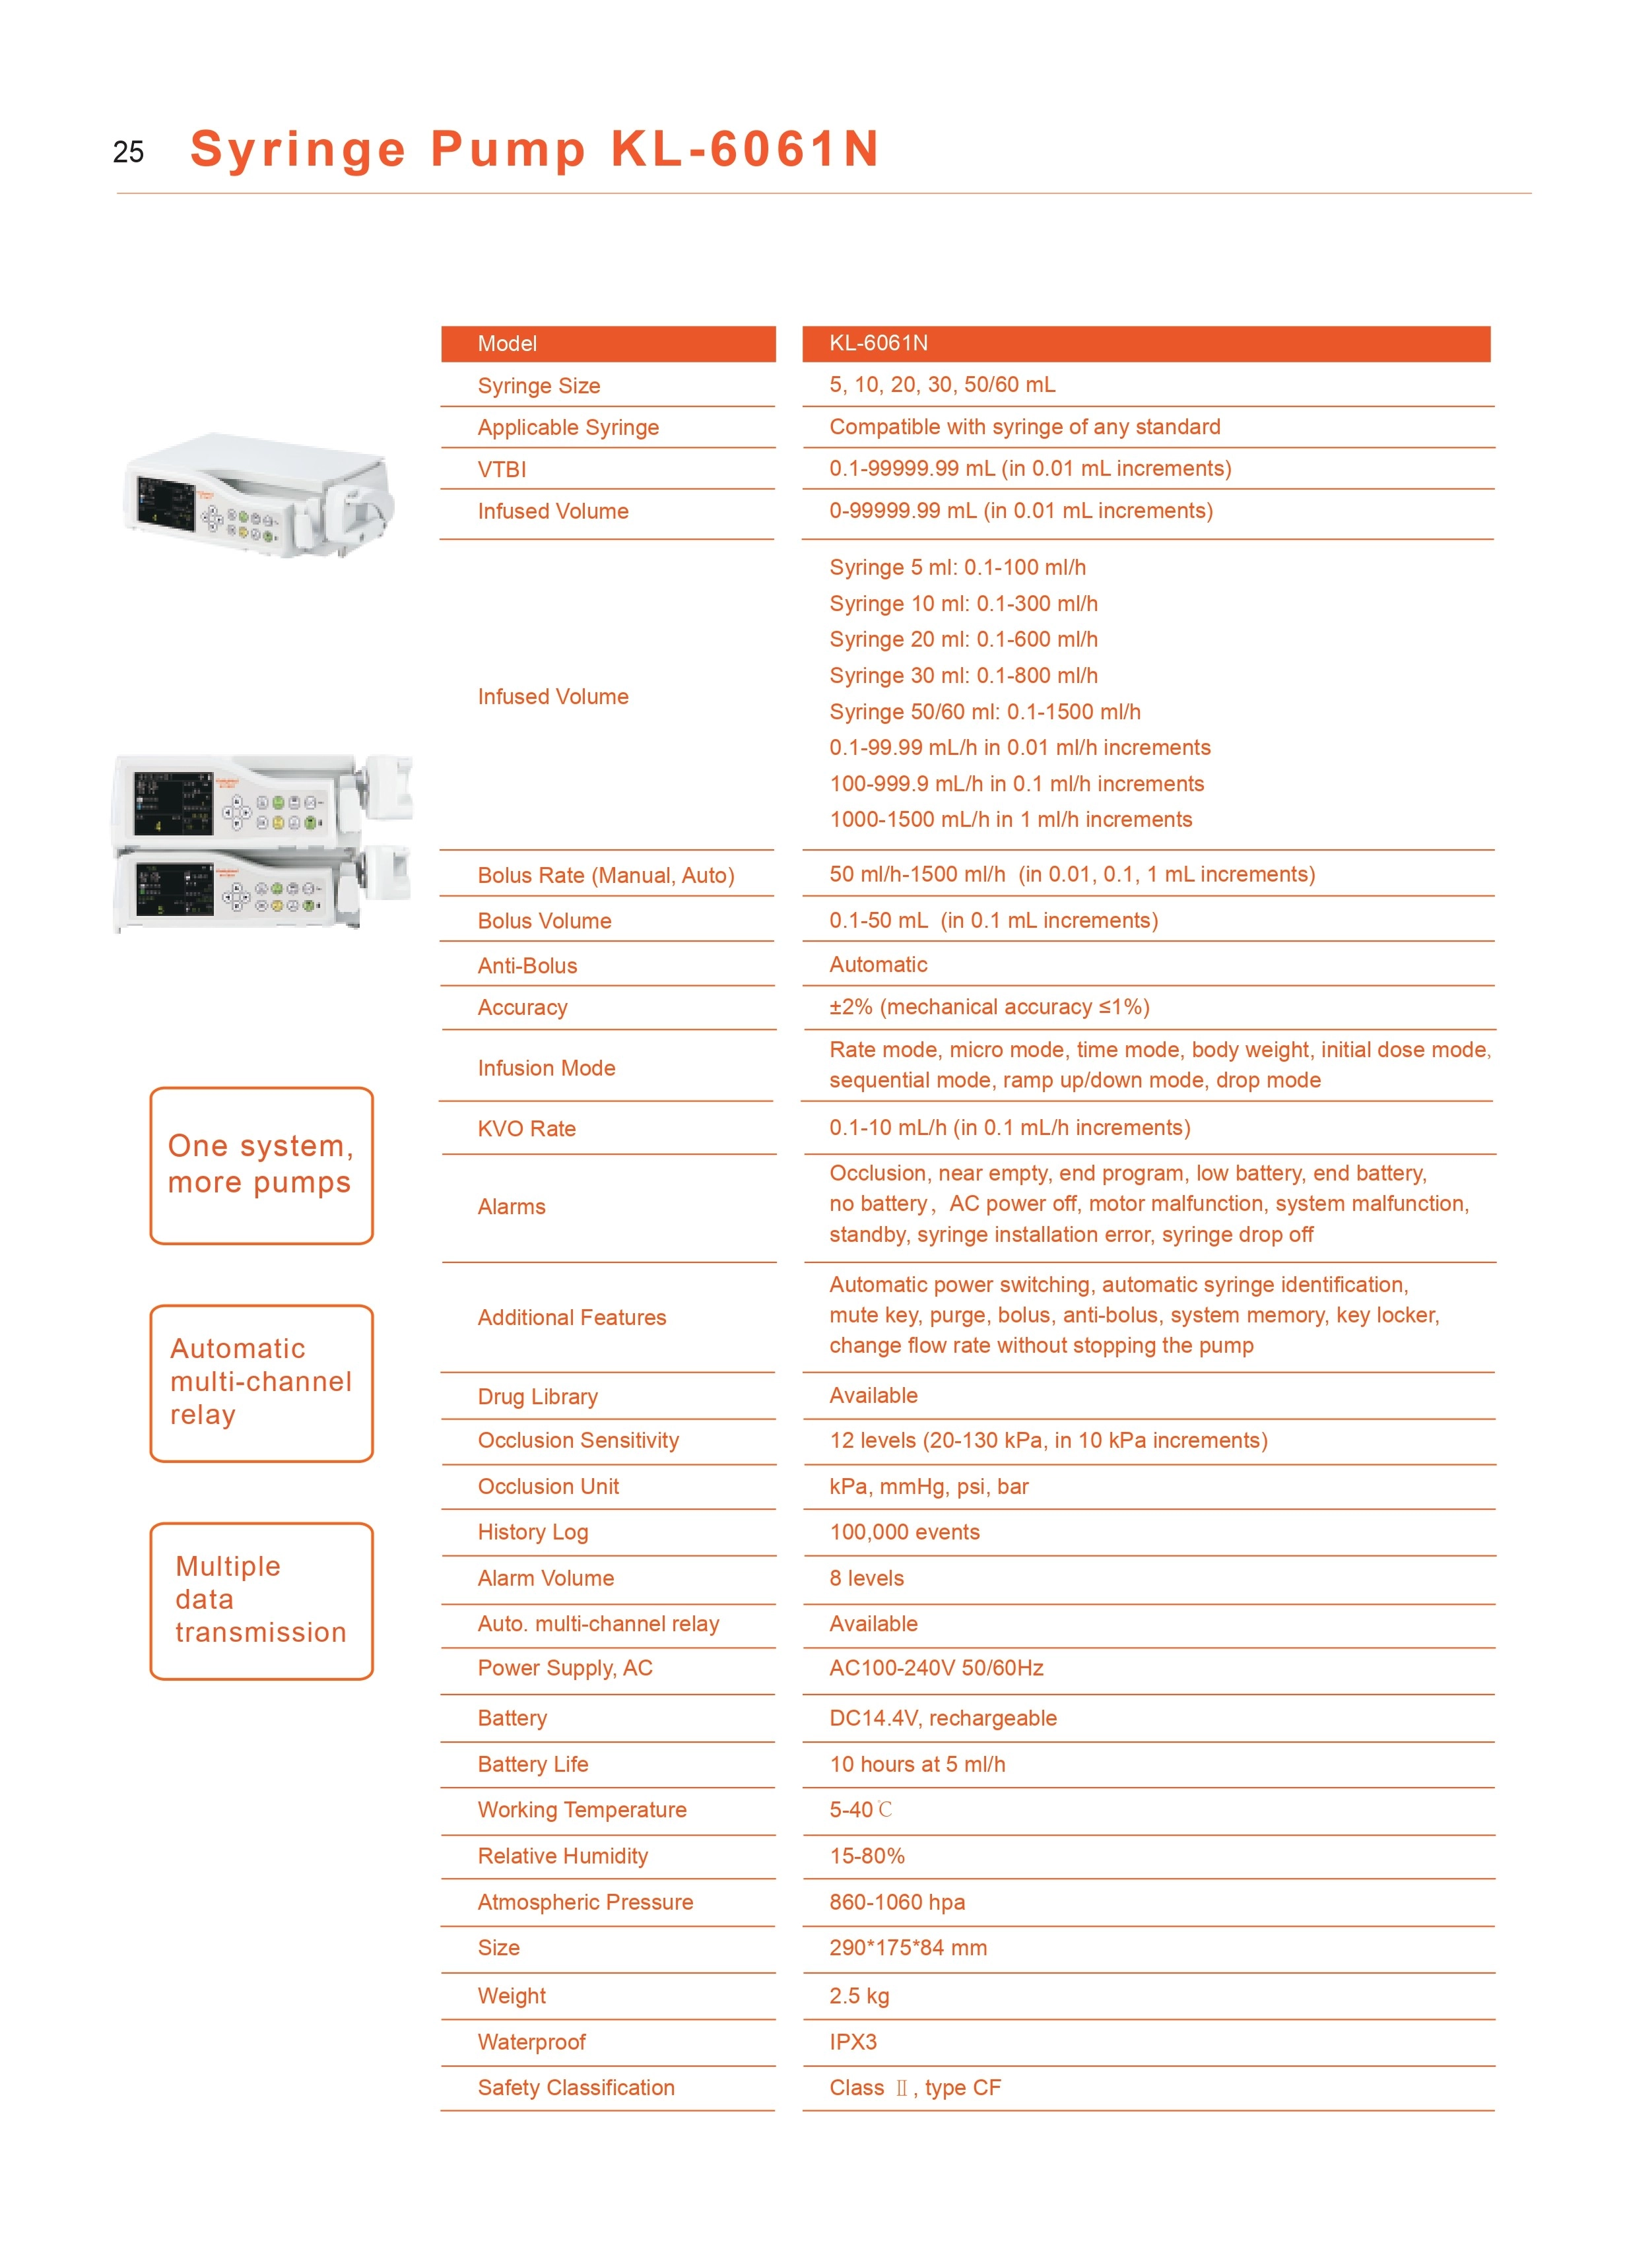 25 Syringe Pump KL-6061N
Model KL-6061N
Syringe Size 5, 10, 20, 30, 50/60 mL
Applicable Syringe Compatible with syringe of any standard
VTBI 0.1-99999.99 mL (in 0.01 mL increments)
Infused Volume 0-99999.99 mL (in 0.01 mL increments)
Infused Volume
Syringe 5 ml: 0.1-100 ml/h
Syringe 10 ml: 0.1-300 ml/h
Syringe 20 ml: 0.1-600 ml/h
Syringe 30 ml: 0.1-800 ml/h
Syringe 50/60 ml: 0.1-1500 ml/h
0.1-99.99 mL/h in 0.01 ml/h increments
100-999.9 mL/h in 0.1 ml/h increments
1000-1500 mL/h in 1 ml/h increments
Bolus Rate (Manual, Auto) 50 ml/h-1500 ml/h (in 0.01, 0.1, 1 mL increments)
Bolus Volume 0.1-50 mL (in 0.1 mL increments)
Anti-Bolus Automatic
Accuracy ±2% (mechanical accuracy ≤1%)
Infusion Mode
Rate mode, micro mode, time mode, body weight, initial dose mode,
sequential mode, ramp up/down mode, drop mode
KVO Rate 0.1-10 mL/h (in 0.1 mL/h increments)
Alarms
Occlusion, near empty, end program, low battery, end battery,
no battery, AC power off, motor malfunction, system malfunction,
standby, syringe installation error, syringe drop off
Additional Features
Automatic power switching, automatic syringe identification,
mute key, purge, bolus, anti-bolus, system memory, key locker,
change flow rate without stopping the pump
Drug Library Available
Occlusion Sensitivity 12 levels (20-130 kPa, in 10 kPa increments)
Occlusion Unit kPa, mmHg, psi, bar
History Log 100,000 events
Alarm Volume 8 levels
Auto. multi-channel relay Available
Power Supply, AC AC100-240V 50/60Hz
Battery DC14.4V, rechargeable
Battery Life 10 hours at 5 ml/h
Working Temperature 5-40℃
Relative Humidity 15-80%
Atmospheric Pressure 860-1060 hpa
Size 290*175*84 mm
Weight 2.5 kg
Waterproof IPX3
Safety Classification Class Ⅱ, type CF
One system,
more pumps
Automatic
multi-channel
relay
Multiple
data
transmission